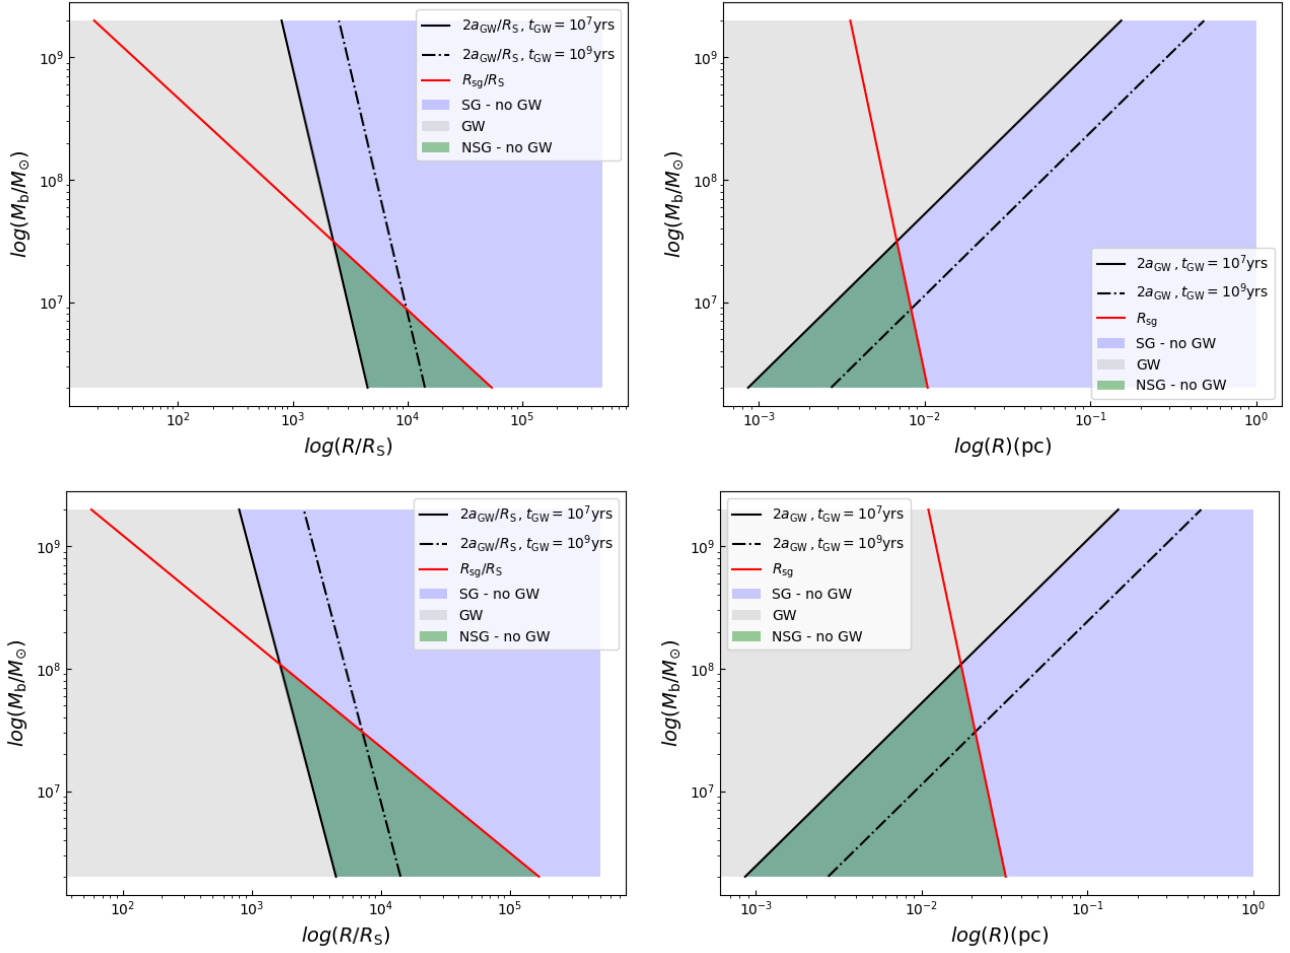 2a_GW/R_S, t_GW = 10^7yrs
2a_GW/R_S, t_GW = 10^9yrs
R_sg/R_S
SG - no GW
GW
NSG - no GW
10^9
10^8
10^7
log(M_b/M_⊙)
10^2
10^3
10^4
10^5
log(R/R_S)
2a_GW, t_GW = 10^7yrs
2a_GW, t_GW = 10^9yrs
R_sg
SG - no GW
GW
NSG - no GW
10^9
10^8
10^7
log(M_b/M_⊙)
10^−3
10^−2
10^−1
10^0
log(R)(pc)
2a_GW/R_S, t_GW = 10^7yrs
2a_GW/R_S, t_GW = 10^9yrs
R_sg/R_S
SG - no GW
GW
NSG - no GW
10^9
10^8
10^7
log(M_b/M_⊙)
10^2
10^3
10^4
10^5
log(R/R_S)
2a_GW, t_GW = 10^7yrs
2a_GW, t_GW = 10^9yrs
R_sg
SG - no GW
GW
NSG - no GW
10^9
10^8
10^7
log(M_b/M_⊙)
10^−3
10^−2
10^−1
10^0
log(R)(pc)